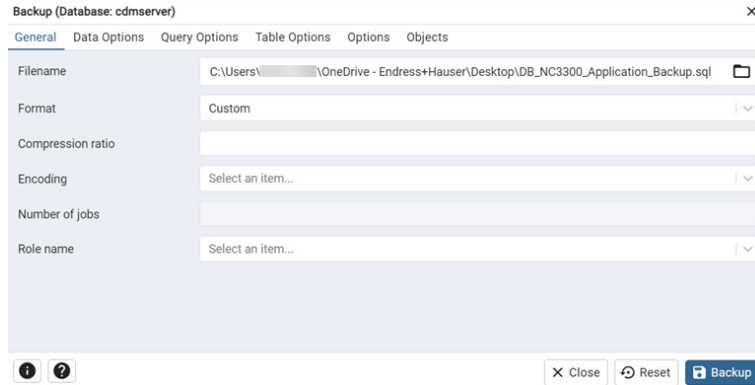 Backup (Database: cdmserver)
General Data Options Query Options Table Options Options Objects
Filename C:\Users\ \OneDrive - Endress+Hauser\Desktop\DB_NC3300_Application_Backup.sql
Format Custom
Compression ratio
Encoding Select an item...
Number of jobs
Role name Select an item...
Close Reset Backup